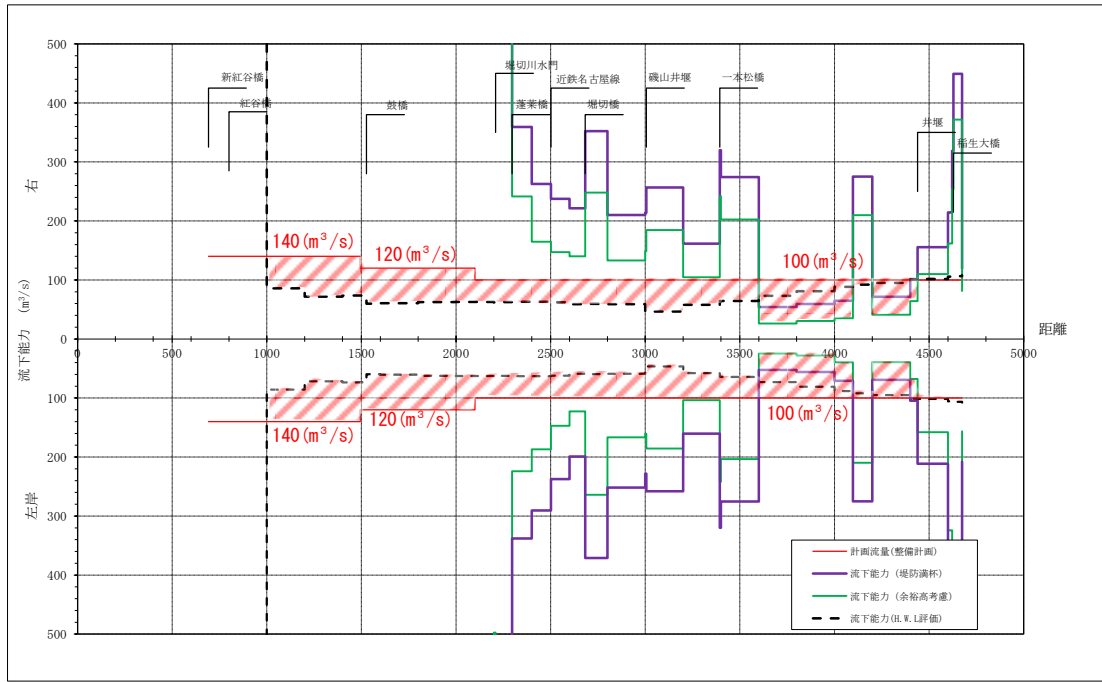 500
400
300
200
100
0
100
200
300
400
500
右
流下能力 (m³/s)
左岸
0
500
1000
1500
2000
2500
3000
3500
4000
4500
5000
距離
新紅谷橋
紅谷橋
鼓橋
堀切川水門
蓬莱橋
近鉄名古屋線
堀切橋
磯山井堰
一本松橋
井堰
稲生大橋
140(m³/s)
120(m³/s)
100(m³/s)
140(m³/s)
120(m³/s)
100(m³/s)
計画流量(整備計画)
流下能力 (堤防満杯)
流下能力 (余裕高考慮)
流下能力(H.W.L評価)